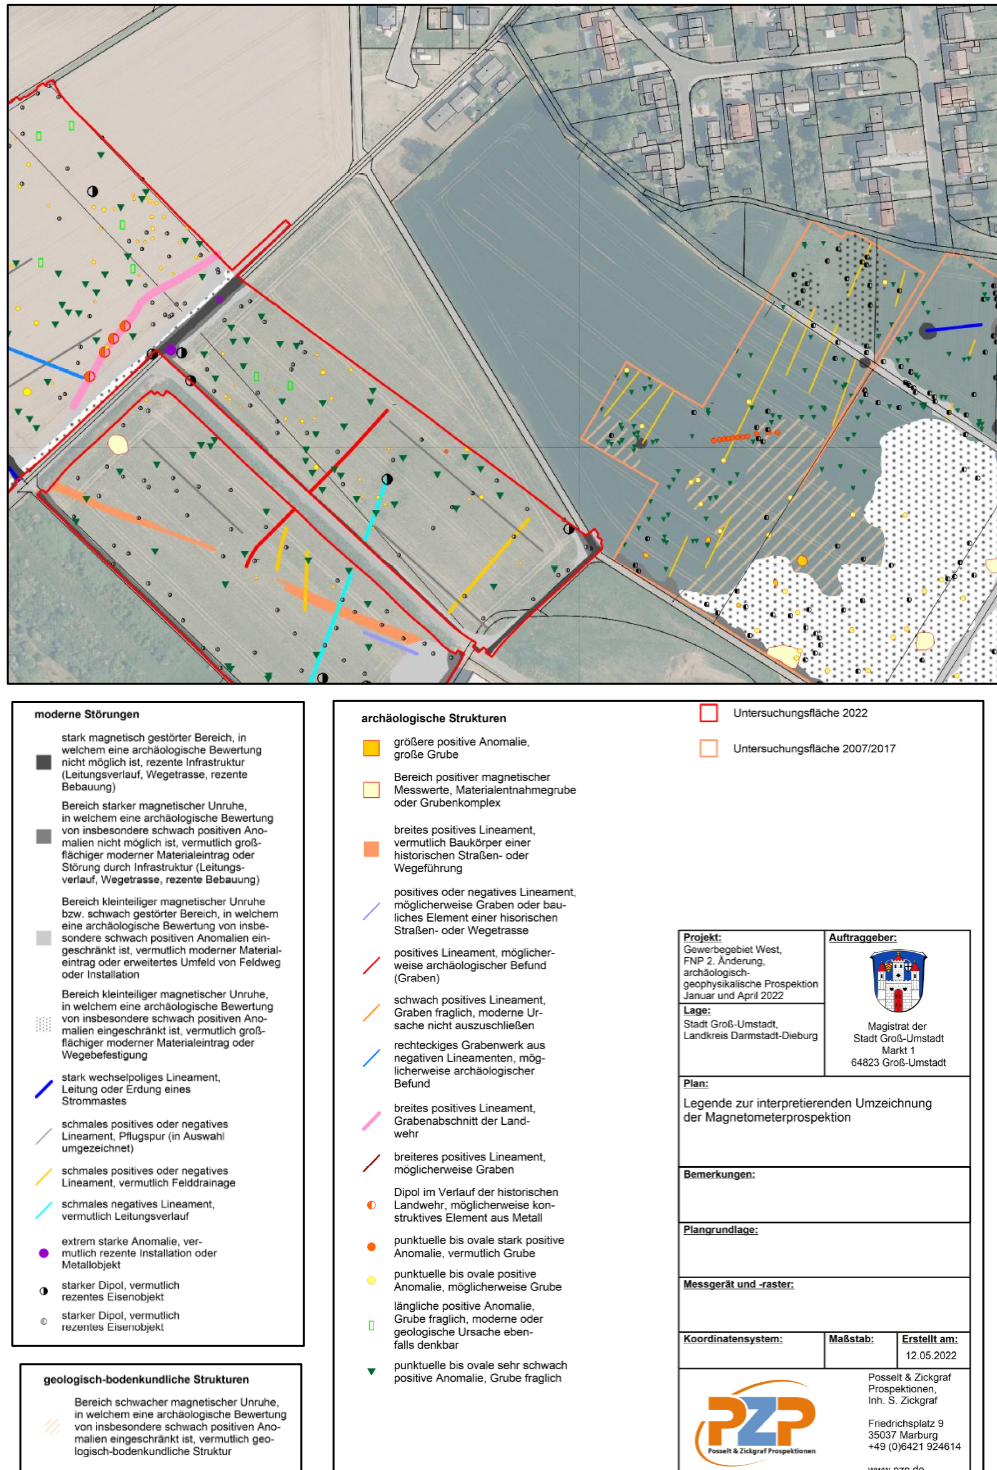 moderne Störungen
stark magnetisch gestörter Bereich, in
welchem eine archäologische Bewertung
nicht möglich ist, rezente Infrastruktur
(Leitungsverlauf, Wegetrasse, rezente
Bebauung)
Bereich starker magnetischer Unruhe,
in welchem eine archäologische Bewertung
von insbesondere schwach positiven Ano-
malien nicht möglich ist, vermutlich groß-
flächiger moderner Materialeintrag oder
Störung durch Infrastruktur (Leitungs-
verlauf, Wegetrasse, rezente Bebauung)
Bereich kleinteiliger magnetischer Unruhe
bzw. schwach gestörter Bereich, in welchem
eine archäologische Bewertung von insbe-
sondere schwach positiven Anomalien ein-
geschränkt ist, vermutlich moderner Material-
eintrag oder erweitertes Umfeld von Feldweg
oder Installation
Bereich kleinteiliger magnetischer Unruhe,
in welchem eine archäologische Bewertung
von insbesondere schwach positiven Ano-
malien eingeschränkt ist, vermutlich groß-
flächiger moderner Materialeintrag oder
Wegebefestigung
stark wechselpoliges Lineament,
Leitung oder Erdung eines
Strommastes
schmales positives oder negatives
Lineament, Pflugspur (in Auswahl
umgezeichnet)
schmales positives oder negatives
Lineament, vermutlich Felddrainage
schmales negatives Lineament,
vermutlich Leitungsverlauf
extrem starke Anomalie, ver-
mutlich rezente Installation oder
Metallobjekt
starker Dipol, vermutlich
rezentes Eisenobjekt
starker Dipol, vermutlich
rezentes Eisenobjekt
geologisch-bodenkundliche Strukturen
Bereich schwacher magnetischer Unruhe,
in welchem eine archäologische Bewertung
von insbesondere schwach positiven Ano-
malien eingeschränkt ist, vermutlich geo-
logisch-bodenkundliche Struktur
archäologische Strukturen
größere positive Anomalie,
große Grube
Bereich positiver magnetischer
Messwerte, Materialentnahmegrube
oder Grubenkomplex
breites positives Lineament,
vermutlich Baukörper einer
historischen Straßen- oder
Wegeführung
positives oder negatives Lineament,
möglicherweise Graben oder bau-
liches Element einer hisorischen
Straßen- oder Wegetrasse
positives Lineament, möglicher-
weise archäologischer Befund
(Graben)
schwach positives Lineament,
Graben fraglich, moderne Ur-
sache nicht auszuschließen
rechteckiges Grabenwerk aus
negativen Lineamenten, mög-
licherweise archäologischer
Befund
breites positives Lineament,
Grabenabschnitt der Land-
wehr
breiteres positives Lineament,
möglicherweise Graben
Dipol im Verlauf der historischen
Landwehr, möglicherweise kon-
struktives Element aus Metall
punktuelle bis ovale stark positive
Anomalie, vermutlich Grube
punktuelle bis ovale positive
Anomalie, möglicherweise Grube
längliche positive Anomalie,
Grube fraglich, moderne oder
geologische Ursache eben-
falls denkbar
punktuelle bis ovale sehr schwach
positive Anomalie, Grube fraglich
Untersuchungsfläche 2022
Untersuchungsfläche 2007/2017
Projekt:
Gewerbegebiet West,
FNP 2. Änderung,
archäologisch-
geophysikalische Prospektion
Januar und April 2022
Lage:
Stadt Groß-Umstadt,
Landkreis Darmstadt-Dieburg
Auftraggeber:
Magistrat der
Stadt Groß-Umstadt
Markt 1
64823 Groß-Umstadt
Plan:
Legende zur interpretierenden Umzeichnung
der Magnetometerprospektion
Bemerkungen:
Plangrundlage:
Messgerät und -raster:
Koordinatensystem:
Maßstab:
Erstellt am:
12.05.2022
PZP
Posselt & Zickgraf Prospektionen
Posselt & Zickgraf
Prospektionen,
Inh. S. Zickgraf
Friedrichsplatz 9
35037 Marburg
+49 (0)6421 924614
www.pzp.de